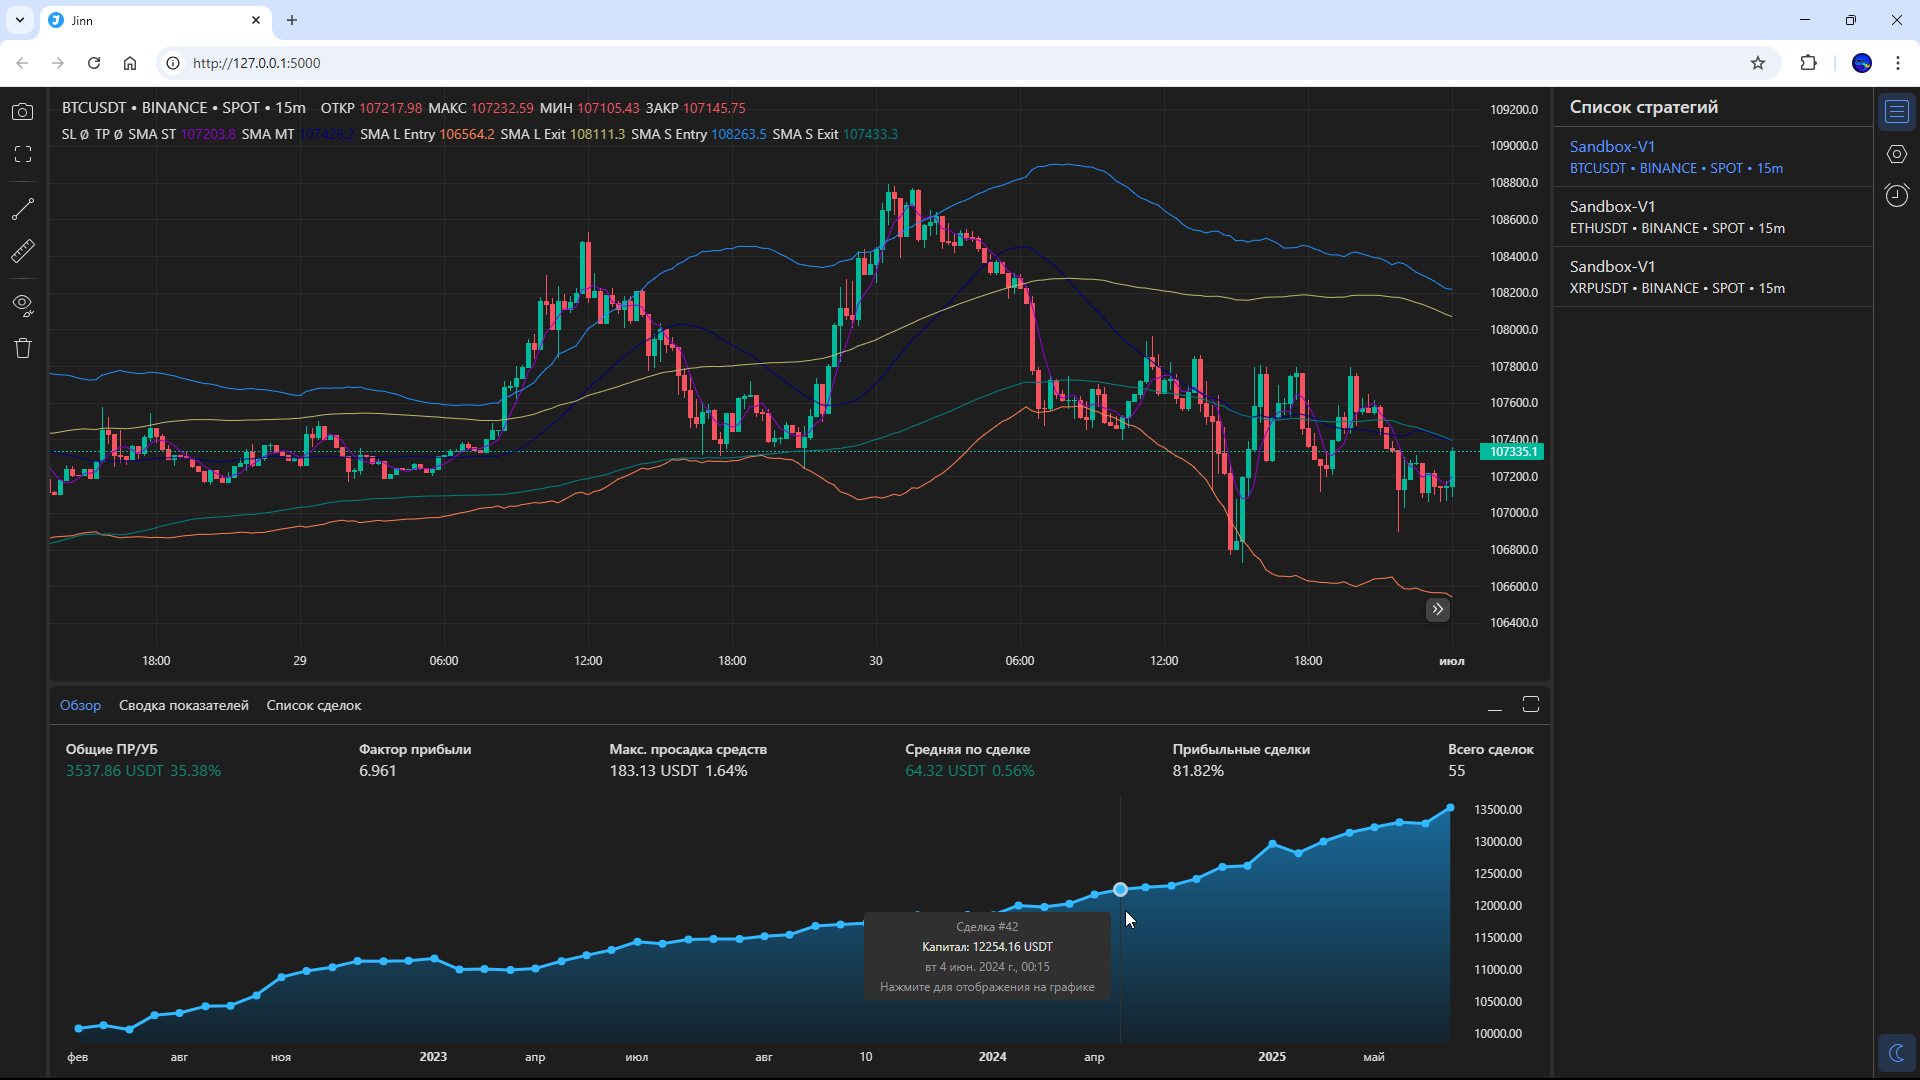 Jinn
http://127.0.0.1:5000
BTCUSDT • BINANCE • SPOT • 15m ОТКР 107217.98 МАКС 107232.59 МИН 107105.43 ЗАКР 107145.75
SL Ø TP Ø SMA ST 107203.8 SMA MT 107426.2 SMA L Entry 106564.2 SMA L Exit 108111.3 SMA S Entry 108263.5 SMA S Exit 107433.3
109200.0
109000.0
108800.0
108600.0
108400.0
108200.0
108000.0
107800.0
107600.0
107400.0
107335.1
107200.0
107000.0
106800.0
106600.0
106400.0
18:00 29 06:00 12:00 18:00 30 06:00 12:00 18:00 июл
Список стратегий
Sandbox-V1
BTCUSDT • BINANCE • SPOT • 15m
Sandbox-V1
ETHUSDT • BINANCE • SPOT • 15m
Sandbox-V1
XRPUSDT • BINANCE • SPOT • 15m
Обзор Сводка показателей Список сделок
Общие ПР/УБ Фактор прибыли Макс. просадка средств Средняя по сделке Прибыльные сделки Всего сделок
3537.86 USDT 35.38% 6.961 183.13 USDT 1.64% 64.32 USDT 0.56% 81.82% 55
13500.00
13000.00
12500.00
12000.00
11500.00
11000.00
10500.00
10000.00
Сделка #42
Капитал: 12254.16 USDT
вт 4 июн. 2024 г., 00:15
Нажмите для отображения на графике
фев авг ноя 2023 апр июл авг 10 2024 апр 2025 май